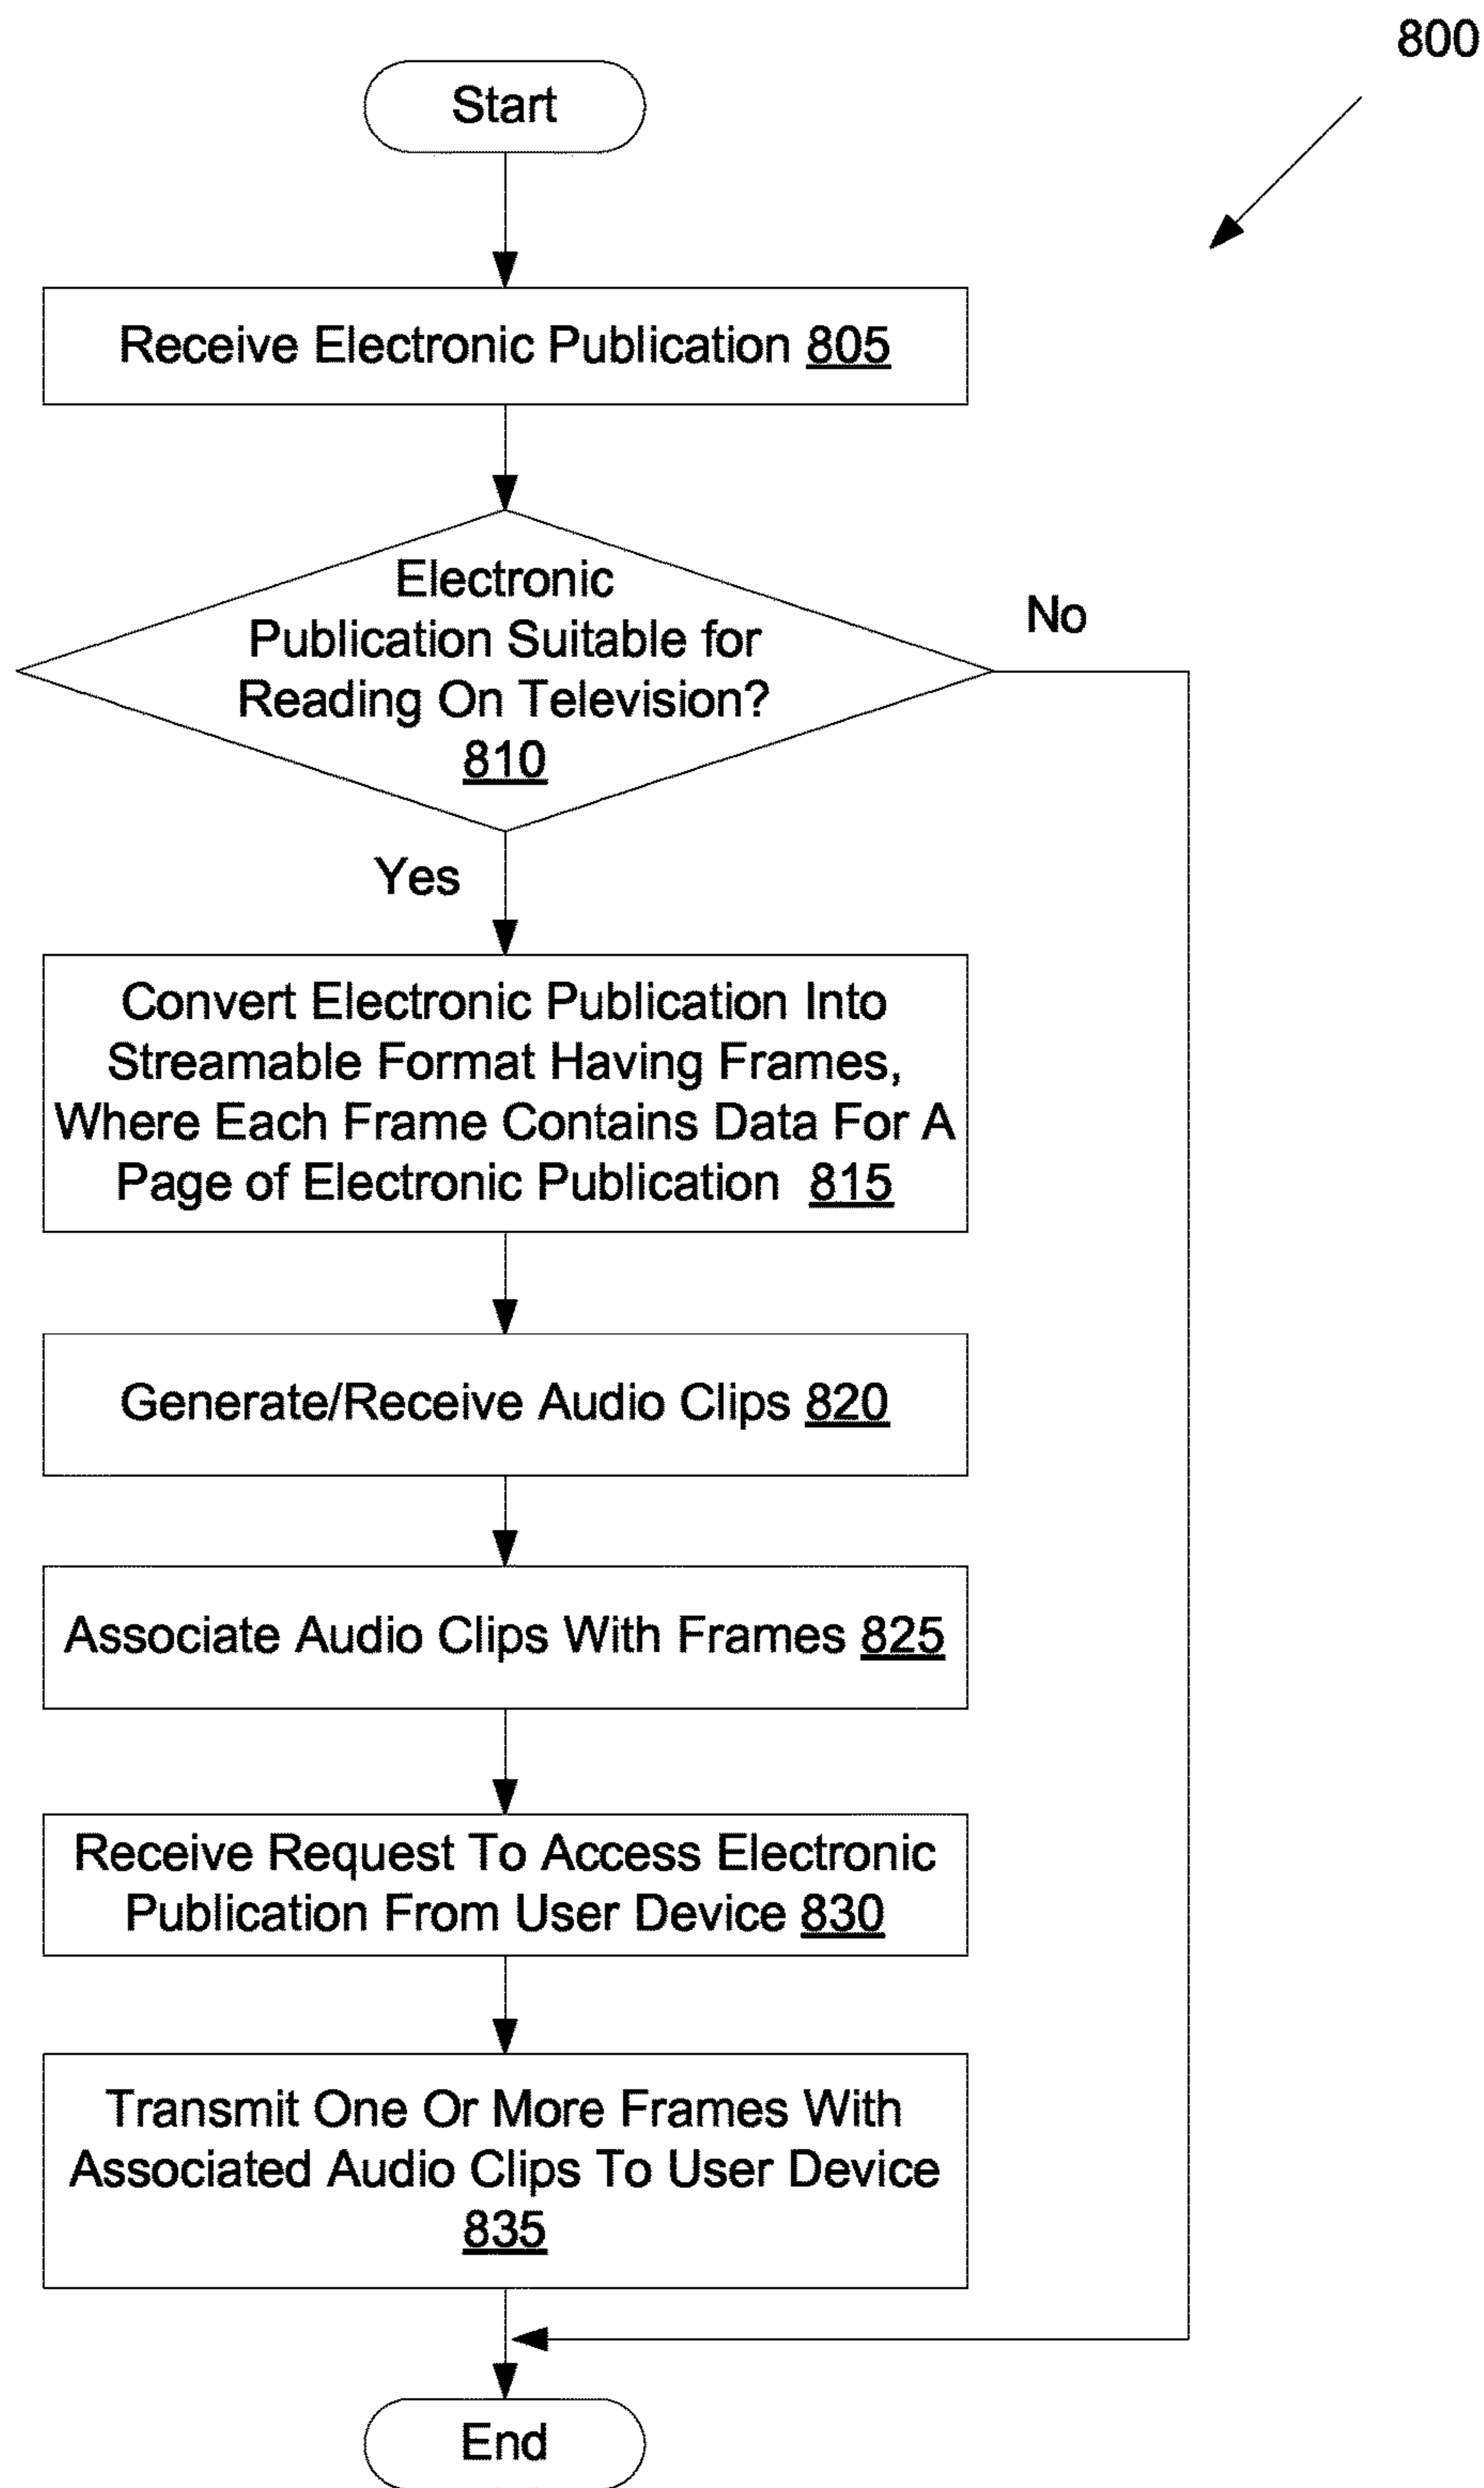 800
Start
Receive Electronic Publication 805
Electronic
Publication Suitable for
Reading On Television?
810
No
Yes
Convert Electronic Publication Into
Streamable Format Having Frames,
Where Each Frame Contains Data For A
Page of Electronic Publication 815
Generate/Receive Audio Clips 820
Associate Audio Clips With Frames 825
Receive Request To Access Electronic
Publication From User Device 830
Transmit One Or More Frames With
Associated Audio Clips To User Device
835
End